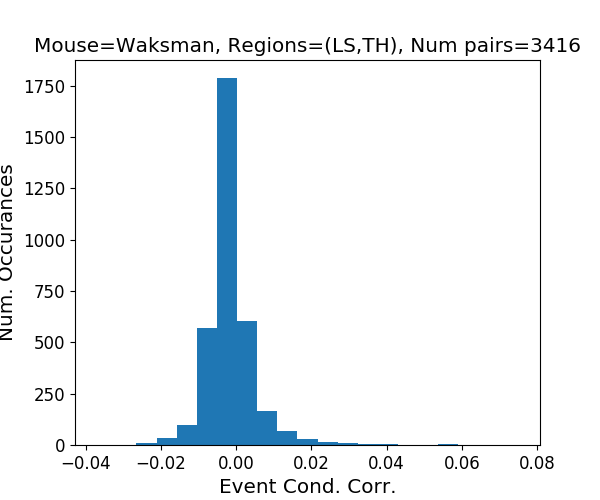 Mouse=Waksman, Regions=(LS,TH), Num pairs=3416
Num. Occurances
1750
1500
1250
1000
750
500
250
0
−0.04 −0.02 0.00 0.02 0.04 0.06 0.08
Event Cond. Corr.